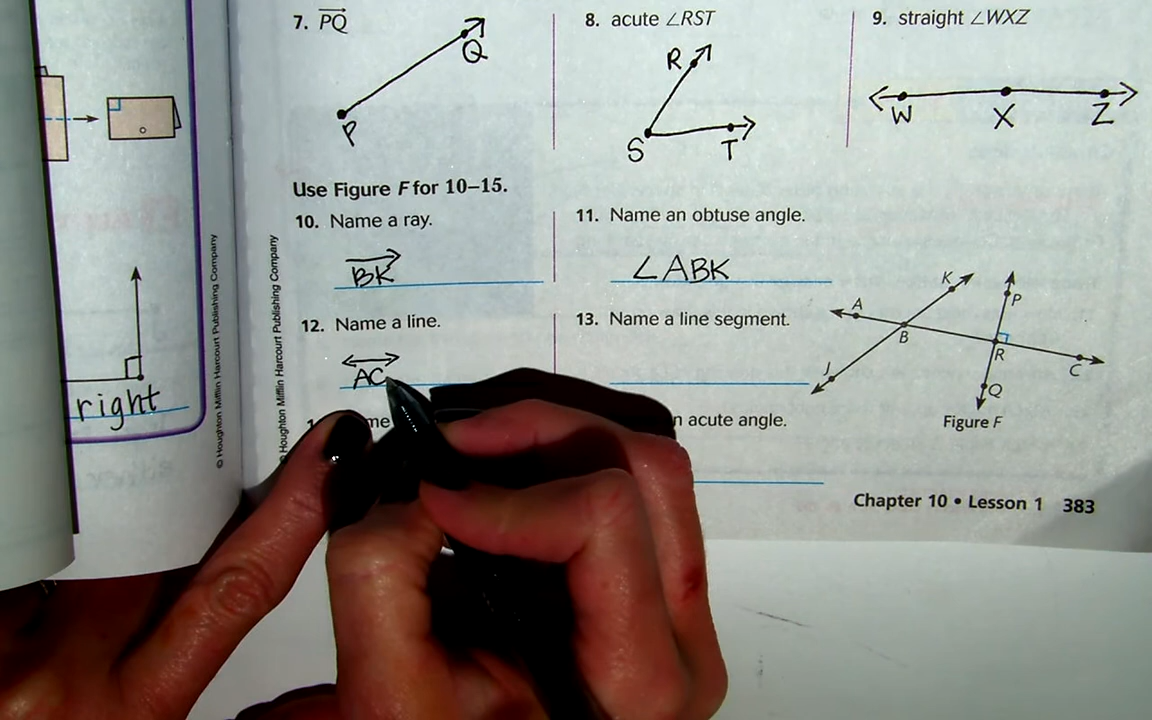 7. PQ
Q
P
8. acute ∠RST
R
S
T
9. straight ∠WXZ
W X Z
Use Figure F for 10–15.
10. Name a ray.
BK
11. Name an obtuse angle.
∠ABK
12. Name a line.
AC
13. Name a line segment.
me
n acute angle.
K
P
A
B
R
J
C
Q
Figure F
Chapter 10 • Lesson 1 383
right
© Houghton Mifflin Harcourt Publishing Company
Houghton Mifflin Harcourt Publishing Company